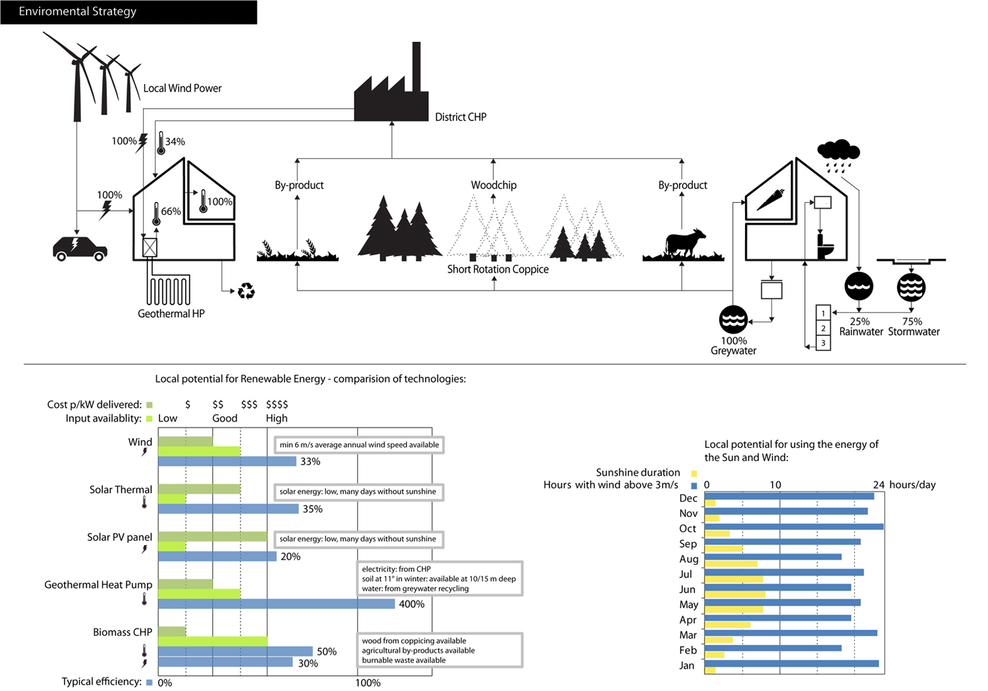 Enviromental Strategy
Local Wind Power
District CHP
100%
34%
100%
100%
66%
By-product
Woodchip
By-product
Short Rotation Coppice
Geothermal HP
1
2
3
100%
Greywater
25%
Rainwater
75%
Stormwater
Local potential for Renewable Energy - comparision of technologies:
Cost p/kW delivered: $ $$ $$$ $$$$
Input availablity: Low Good High
Wind
min 6 m/s average annual wind speed available
33%
Solar Thermal
solar energy: low, many days without sunshine
35%
Solar PV panel
solar energy: low, many days without sunshine
20%
Geothermal Heat Pump
electricity: from CHP
soil at 11° in winter: available at 10/15 m deep
water: from greywater recycling
400%
Biomass CHP
wood from coppicing available
agricultural by-products available
burnable waste available
50%
30%
Typical efficiency: 0% 100%
Local potential for using the energy of
the Sun and Wind:
Sunshine duration
Hours with wind above 3m/s
0 10 24 hours/day
Dec
Nov
Oct
Sep
Aug
Jul
Jun
May
Apr
Mar
Feb
Jan